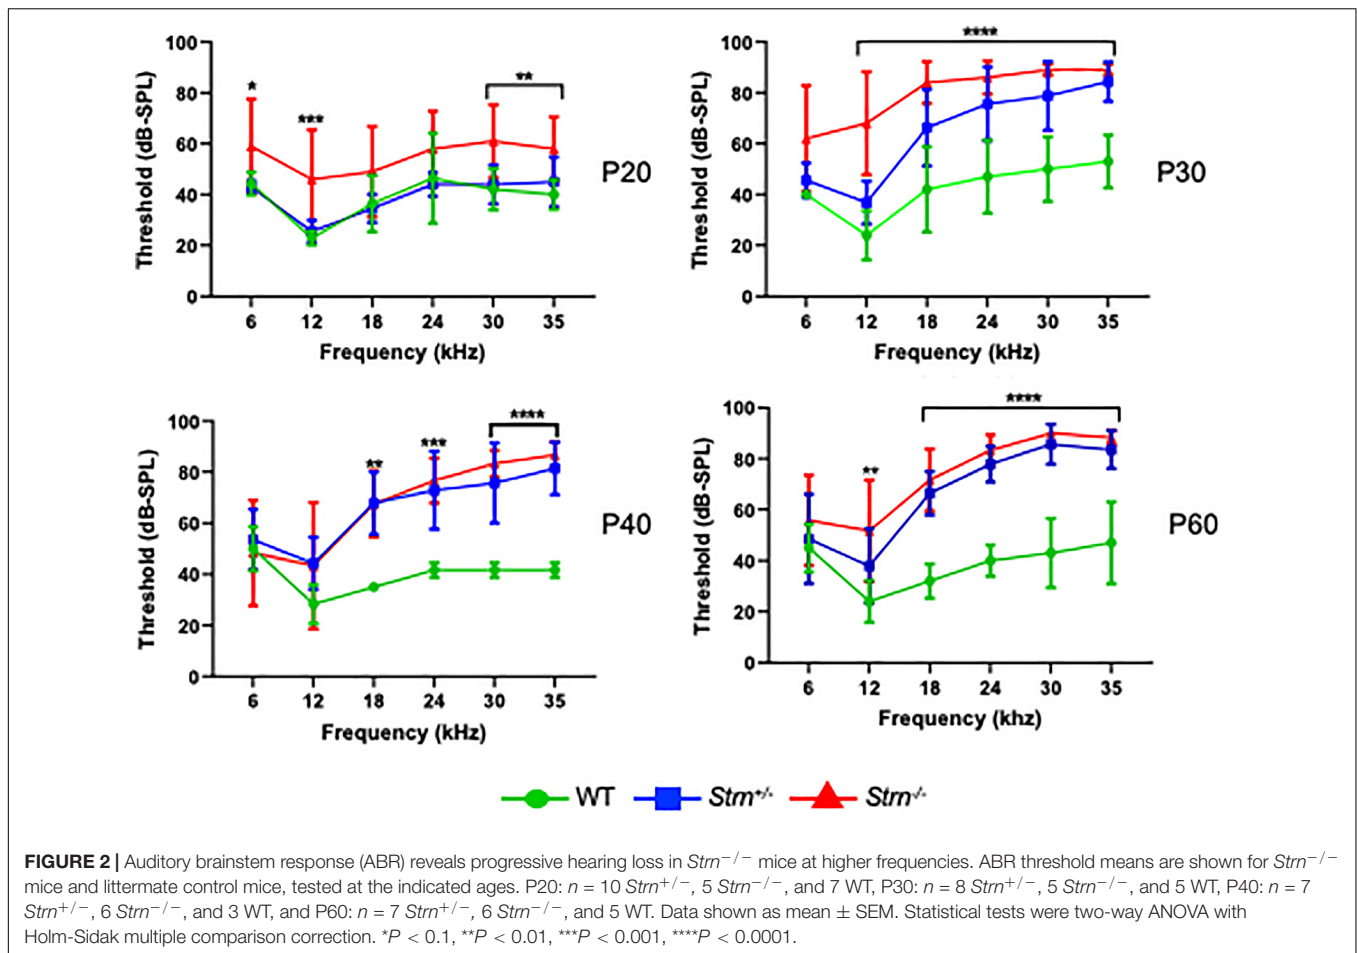 100
80
60
40
20
0
Threshold (dB-SPL)
*
***
**
P20
6 12 18 24 30 35
Frequency (kHz)
100
80
60
40
20
0
Threshold (dB-SPL)
****
P30
6 12 18 24 30 35
Frequency (kHz)
100
80
60
40
20
0
Threshold (dB-SPL)
**
***
****
P40
6 12 18 24 30 35
Frequency (kHz)
100
80
60
40
20
0
Threshold (dB-SPL)
**
****
P60
6 12 18 24 30 35
Frequency (khz)
WT Strn+/- Strn-/-
FIGURE 2 | Auditory brainstem response (ABR) reveals progressive hearing loss in Strn−/− mice at higher frequencies. ABR threshold means are shown for Strn−/−
mice and littermate control mice, tested at the indicated ages. P20: n = 10 Strn+/−, 5 Strn−/−, and 7 WT, P30: n = 8 Strn+/−, 5 Strn−/−, and 5 WT, P40: n = 7
Strn+/−, 6 Strn−/−, and 3 WT, and P60: n = 7 Strn+/−, 6 Strn−/−, and 5 WT. Data shown as mean ± SEM. Statistical tests were two-way ANOVA with
Holm-Sidak multiple comparison correction. *P < 0.1, **P < 0.01, ***P < 0.001, ****P < 0.0001.